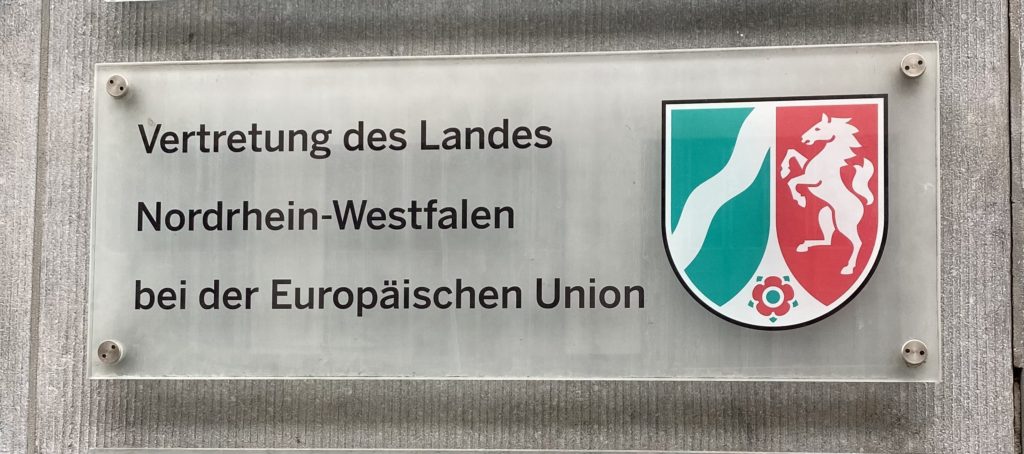 Vertretung des Landes
Nordrhein-Westfalen
bei der Europäischen Union